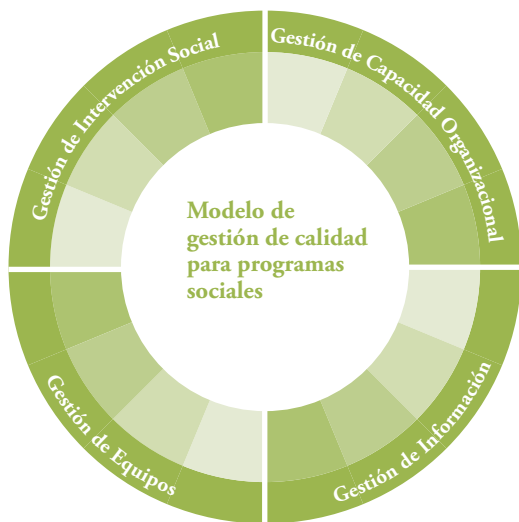 Gestión de Intervención Social
Gestión de Capacidad Organizacional
Modelo de
gestión de calidad
para programas
sociales
Gestión de Equipos
Gestión de Información